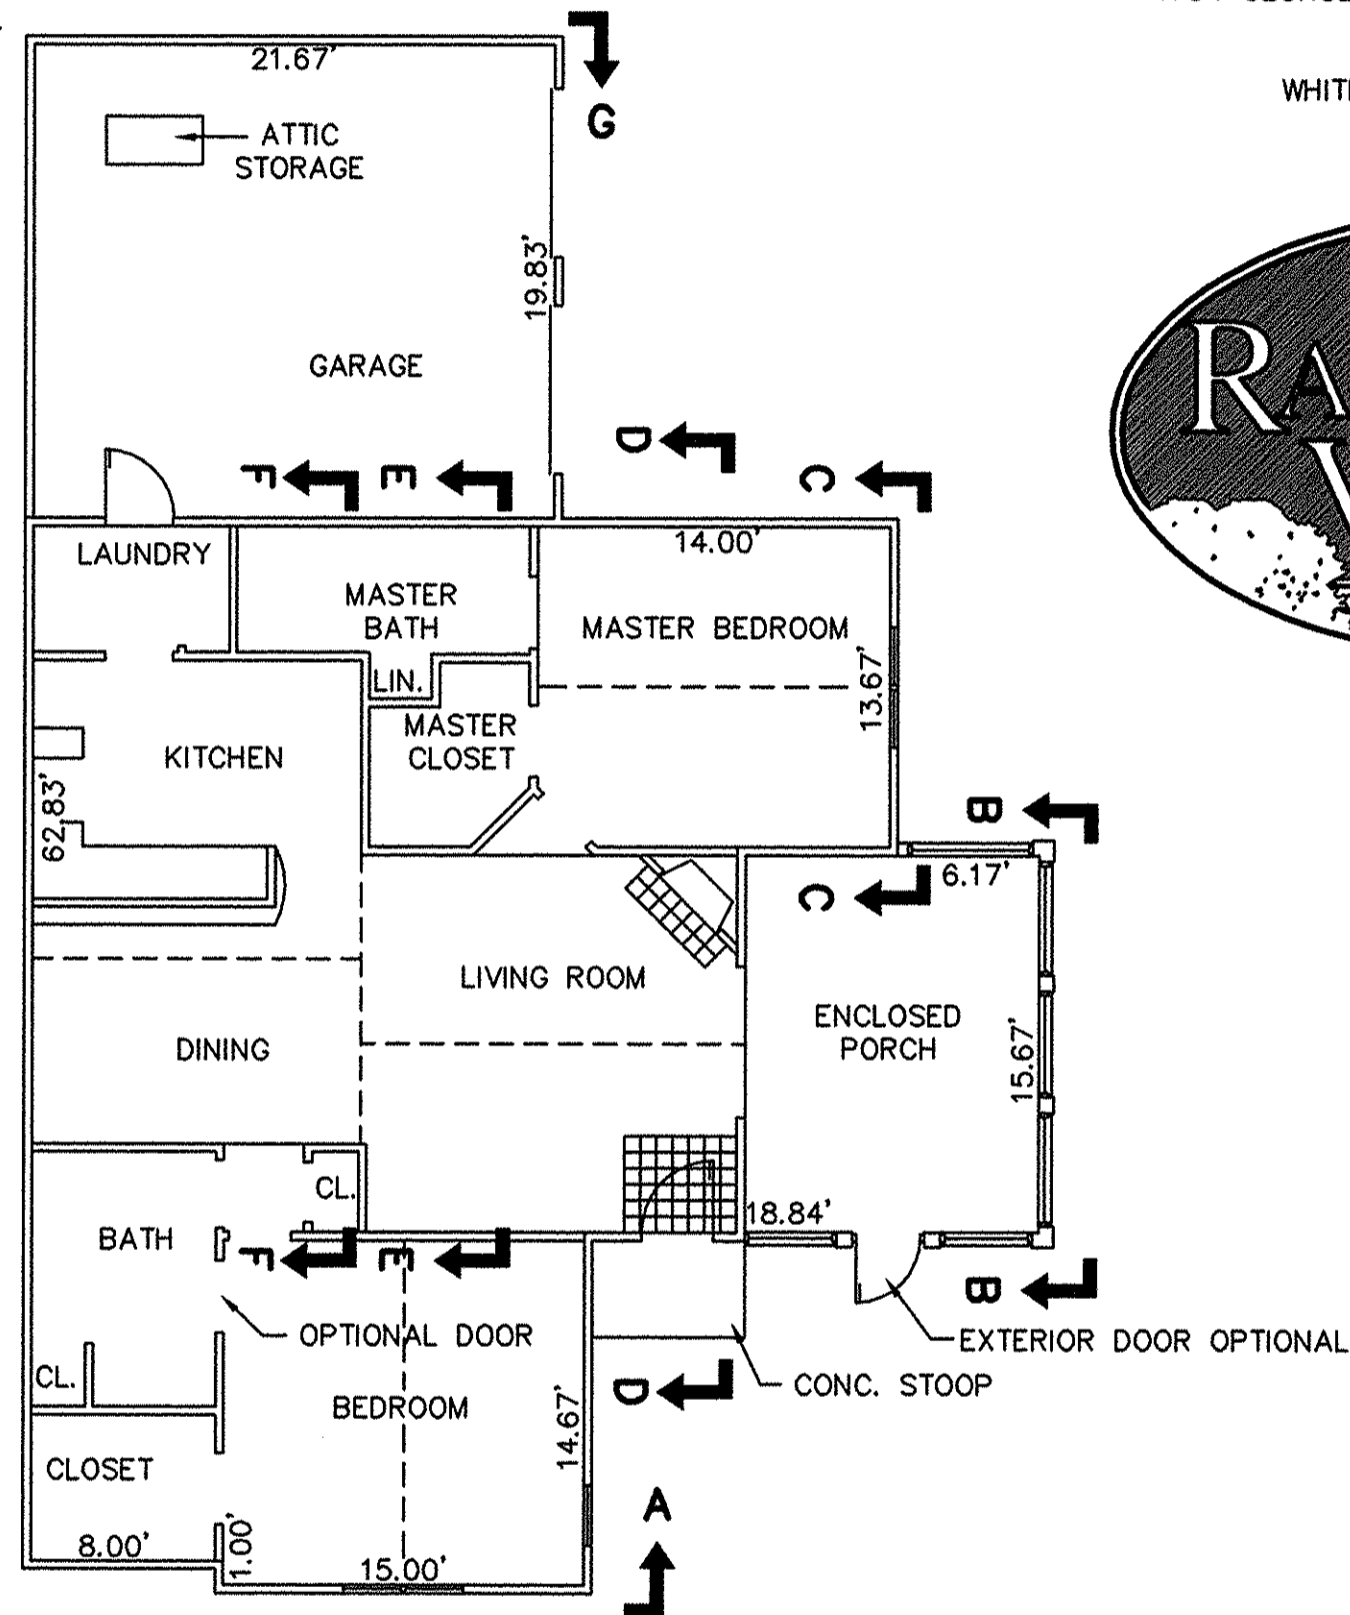 WHIT
21.67'
G
ATTIC
STORAGE
19.83'
RA
GARAGE
D
C
F
E
LAUNDRY
14.00'
MASTER
BATH
MASTER BEDROOM
LIN.
13.67'
MASTER
CLOSET
KITCHEN
62.83'
B
6.17'
C
LIVING ROOM
ENCLOSED
PORCH
DINING
15.67'
CL.
18.84'
BATH
F
E
B
OPTIONAL DOOR
EXTERIOR DOOR OPTIONAL
CL.
CONC. STOOP
D
BEDROOM
14.67'
CLOSET
A
8.00'
1.00'
15.00'